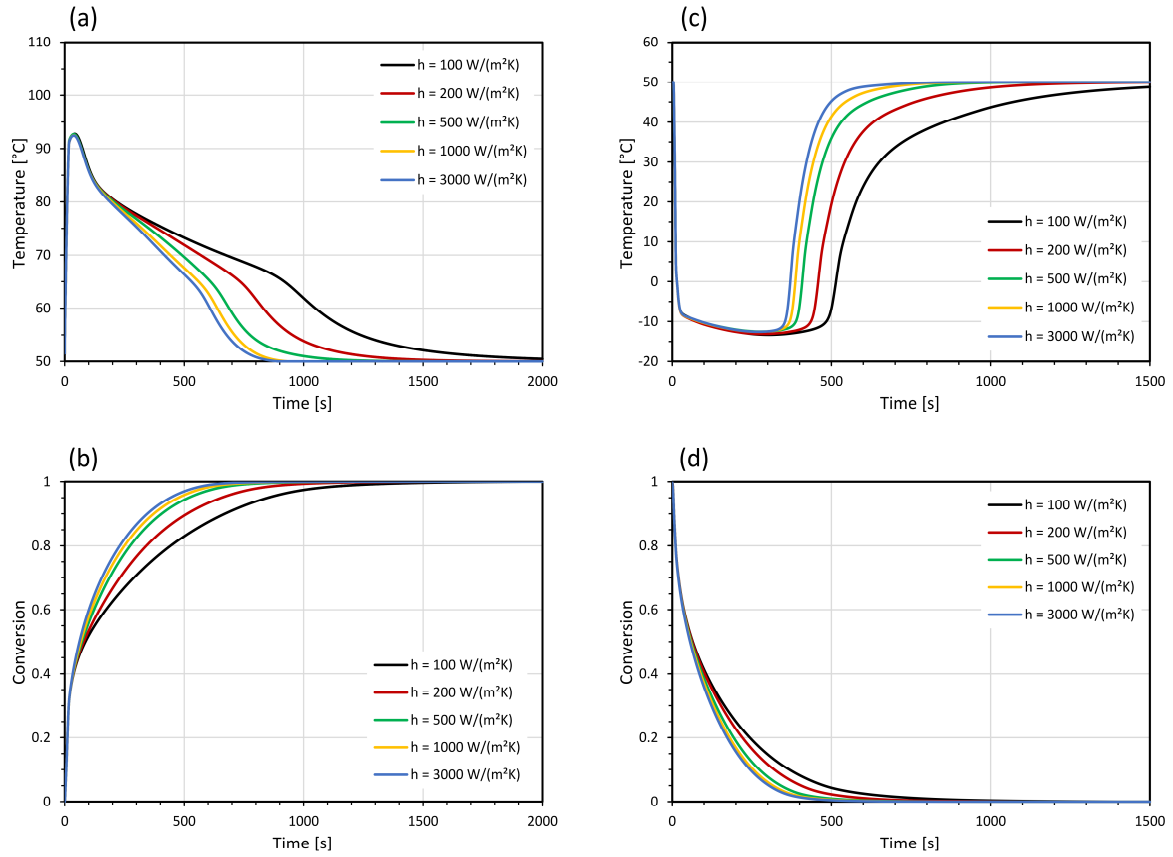 (a)
110
100
90
80
70
60
50
Temperature [°C]
0
500
1000
1500
2000
Time [s]
h = 100 W/(m²K)
h = 200 W/(m²K)
h = 500 W/(m²K)
h = 1000 W/(m²K)
h = 3000 W/(m²K)
(c)
60
50
40
30
20
10
0
-10
-20
Temperature [°C]
0
500
1000
1500
Time [s]
h = 100 W/(m²K)
h = 200 W/(m²K)
h = 500 W/(m²K)
h = 1000 W/(m²K)
h = 3000 W/(m²K)
(b)
1
0.8
0.6
0.4
0.2
0
Conversion
0
500
1000
1500
2000
Time [s]
h = 100 W/(m²K)
h = 200 W/(m²K)
h = 500 W/(m²K)
h = 1000 W/(m²K)
h = 3000 W/(m²K)
(d)
1
0.8
0.6
0.4
0.2
0
Conversion
0
500
1000
1500
Time [s]
h = 100 W/(m²K)
h = 200 W/(m²K)
h = 500 W/(m²K)
h = 1000 W/(m²K)
h = 3000 W/(m²K)